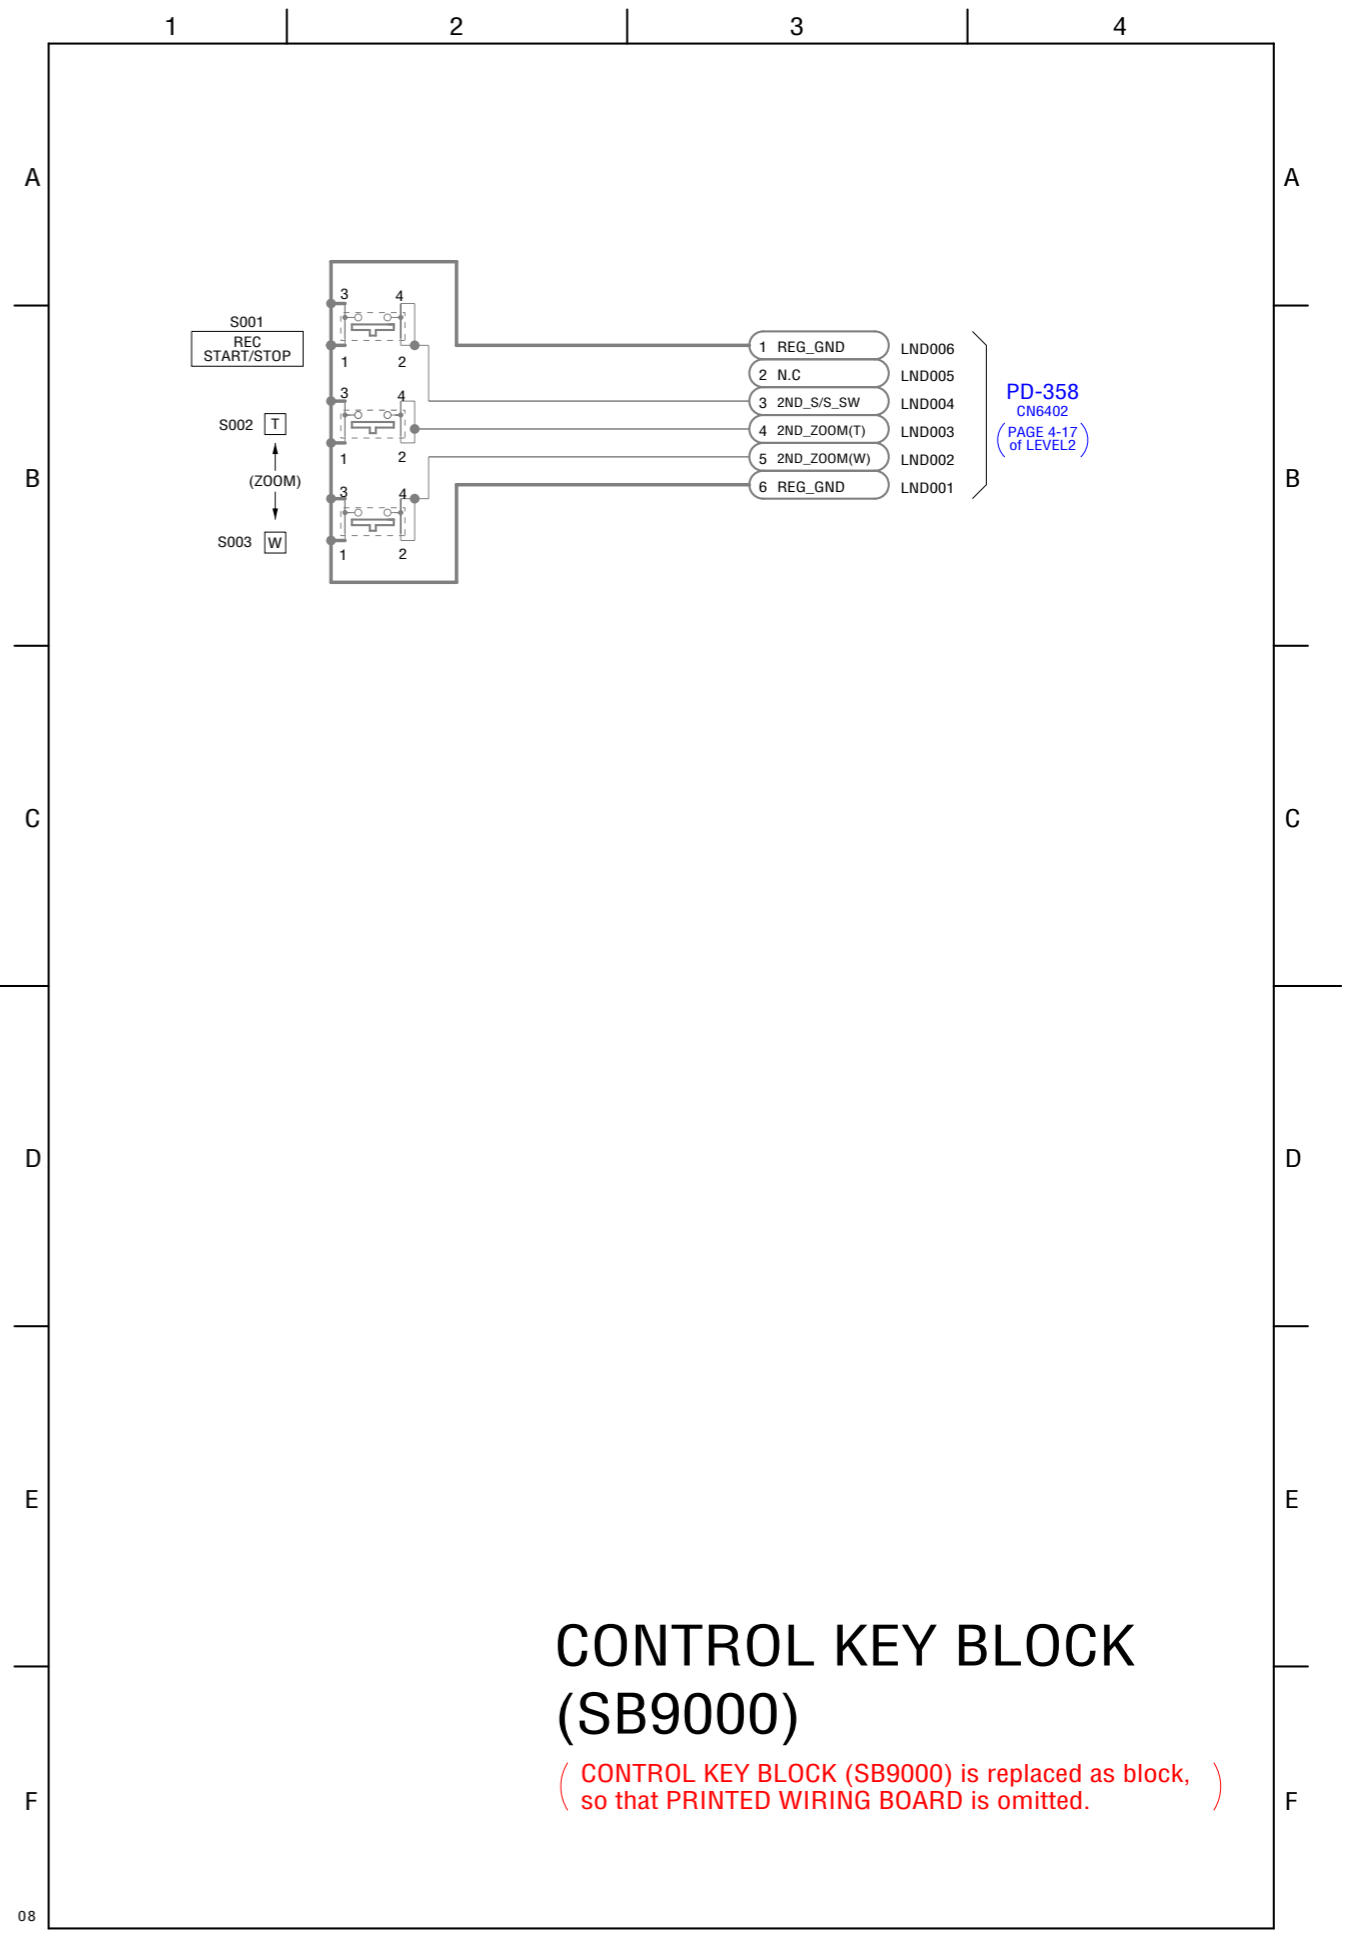 1 2 3 4
A A
3 4
S001
REC
START/STOP
1 2
1 REG_GND LND006
2 N.C LND005
3 2ND_S/S_SW LND004
4 2ND_ZOOM(T) LND003
5 2ND_ZOOM(W) LND002
6 REG_GND LND001
PD-358
CN6402
(PAGE 4-17
of LEVEL2)
3 4
S002 T
1 2
B B
(ZOOM)
3 4
S003 W
1 2
C C
D D
E E
CONTROL KEY BLOCK
(SB9000)
( CONTROL KEY BLOCK (SB9000) is replaced as block,
so that PRINTED WIRING BOARD is omitted. )
F F
08